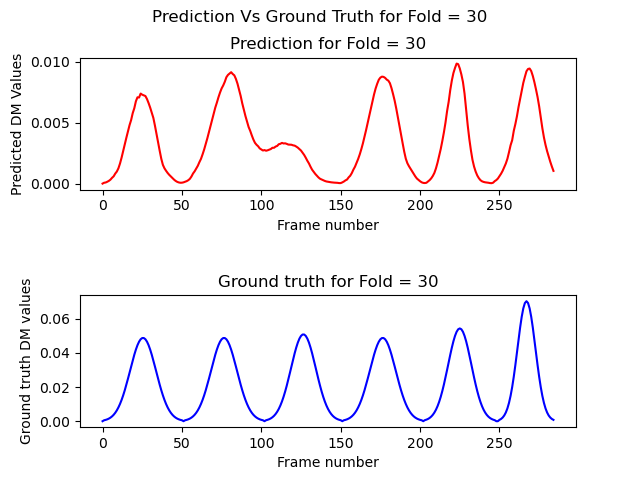 Prediction Vs Ground Truth for Fold = 30
Prediction for Fold = 30
Predicted DM Values
0.010
0.005
0.000
0 50 100 150 200 250
Frame number
Ground truth for Fold = 30
Ground truth DM values
0.06
0.04
0.02
0.00
0 50 100 150 200 250
Frame number